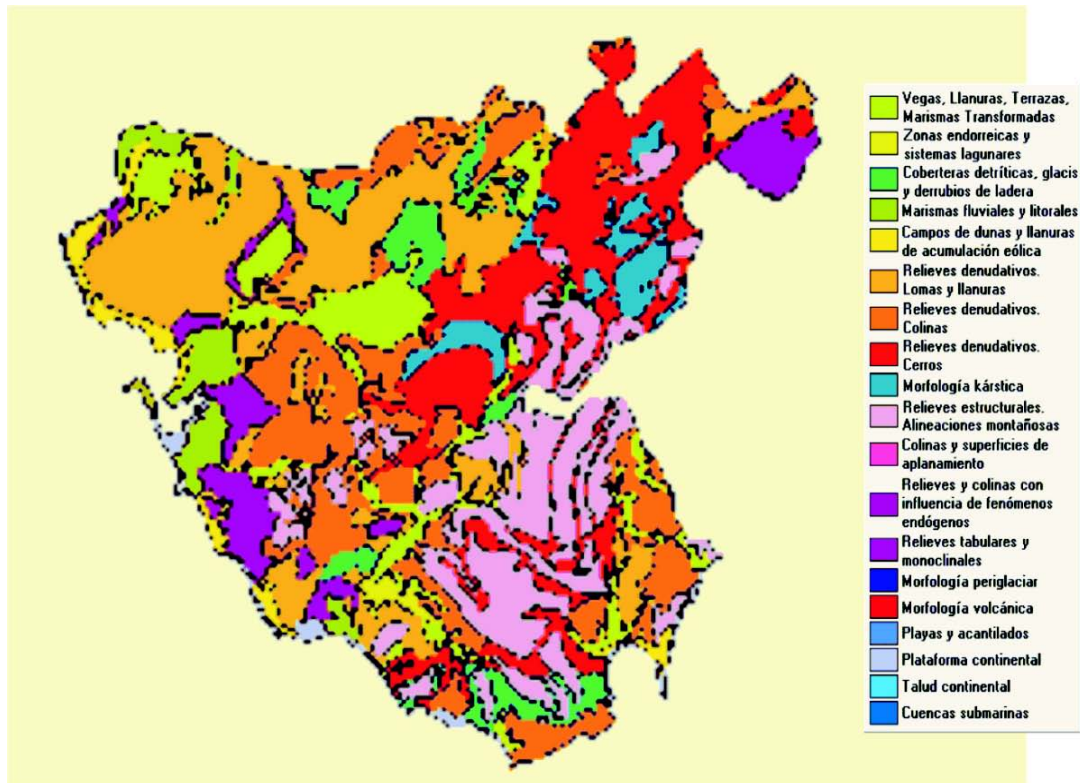 Vegas, Llanuras, Terrazas,
Marismas Transformadas
Zonas endorreicas y
sistemas lagunares
Coberteras detríticas, glacis
y derrubios de ladera
Marismas fluviales y litorales
Campos de dunas y llanuras
de acumulación eólica
Relieves denudativos.
Lomas y llanuras
Relieves denudativos.
Colinas
Relieves denudativos.
Cerros
Morfología kárstica
Relieves estructurales.
Alineaciones montañosas
Colinas y superficies de
aplanamiento
Relieves y colinas con
influencia de fenómenos
endógenos
Relieves tabulares y
monoclinales
Morfología periglaciar
Morfología volcánica
Playas y acantilados
Plataforma continental
Talud continental
Cuencas submarinas